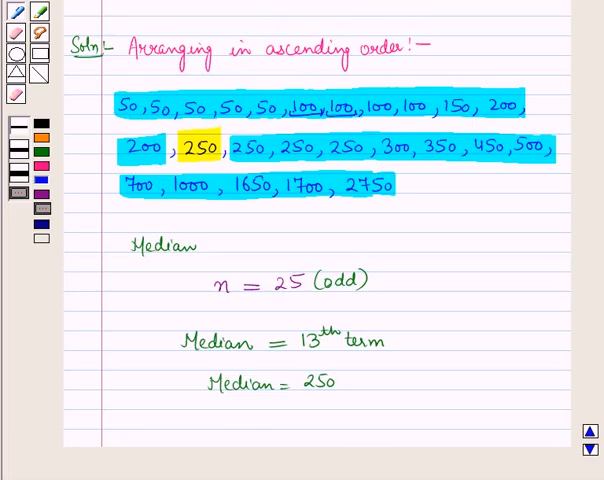 Soln:- Arranging in ascending order:-
50, 50, 50, 50, 50, 100, 100, 100, 100, 150, 200,
200, 250, 250, 250, 250, 300, 350, 450, 500,
700, 1000, 1650, 1700, 2750
Median
n = 25 (odd)
Median = 13th term
Median = 250